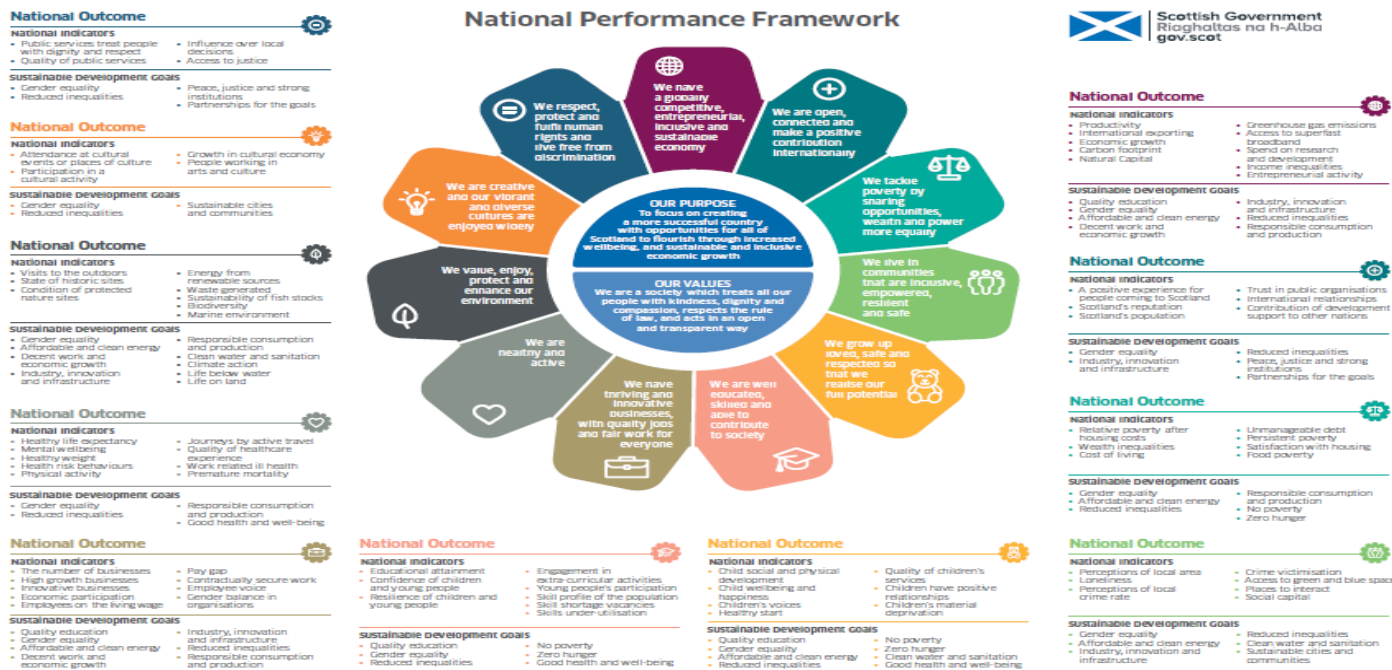 National Performance Framework
Scottish Government
Riaghaltas na h-Alba
gov.scot
National Outcome
National Indicators
• Public services treat people
with dignity and respect
• Quality of public services
• Influence over local
decisions
• Access to justice
Sustainable Development Goals
• Gender equality
• Reduced inequalities
• Peace, justice and strong
institutions
• Partnerships for the goals
National Outcome
National Indicators
• Attendance at cultural
events or places of culture
• Participation in a
cultural activity
• Growth in cultural economy
• People working in
arts and culture
Sustainable Development Goals
• Gender equality
• Reduced inequalities
• Sustainable cities
and communities
National Outcome
National Indicators
• Visits to the outdoors
• State of historic sites
• Condition of protected
nature sites
• Energy from
renewable sources
• Waste generated
• Sustainability of fish stocks
• Biodiversity
• Marine environment
Sustainable Development Goals
• Gender equality
• Affordable and clean energy
• Decent work and
economic growth
• Industry, innovation
and infrastructure
• Responsible consumption
and production
• Clean water and sanitation
• Climate action
• Life below water
• Life on land
National Outcome
National Indicators
• Healthy life expectancy
• Mental wellbeing
• Healthy weight
• Health risk behaviours
• Physical activity
• Journeys by active travel
• Quality of healthcare
experience
• Work related ill health
• Premature mortality
Sustainable Development Goals
• Gender equality
• Reduced inequalities
• Responsible consumption
and production
• Good health and well-being
National Outcome
National Indicators
• The number of businesses
• High growth businesses
• Innovative businesses
• Economic participation
• Employees on the living wage
• Pay gap
• Contractually secure work
• Employee voice
• Gender balance in
organisations
Sustainable Development Goals
• Quality education
• Gender equality
• Affordable and clean energy
• Decent work and
economic growth
• Industry, innovation
and infrastructure
• Reduced inequalities
• Responsible consumption
and production
We have
a globally
competitive,
entrepreneurial,
inclusive and
sustainable
economy
We are open,
connected and
make a positive
contribution
internationally
We tackle
poverty by
sharing
opportunities,
wealth and power
more equally
We live in
communities
that are inclusive,
empowered,
resilient
and safe
We grow up
loved, safe and
respected so
that we
realise our
full potential
We are well
educated,
skilled and
able to
contribute
to society
We have
thriving and
innovative
businesses,
with quality jobs
and fair work for
everyone
We are
healthy and
active
We value, enjoy,
protect and
enhance our
environment
We are creative
and our vibrant
and diverse
cultures are
enjoyed widely
We respect,
protect and
fulfil human
rights and
live free from
discrimination
OUR PURPOSE
To focus on creating
a more successful country
with opportunities for all of
Scotland to flourish through increased
wellbeing, and sustainable and inclusive
economic growth
OUR VALUES
We are a society which treats all our
people with kindness, dignity and
compassion, respects the rule
of law, and acts in an open
and transparent way
National Outcome
National Indicators
• Educational attainment
• Confidence of children
and young people
• Resilience of children and
young people
• Engagement in
extra-curricular activities
• Young people's participation
• Skill profile of the population
• Skill shortage vacancies
• Skills under-utilisation
Sustainable Development Goals
• Quality education
• Gender equality
• Reduced inequalities
• No poverty
• Zero hunger
• Good health and well-being
National Outcome
National Indicators
• Child social and physical
development
• Child wellbeing and
happiness
• Children's voices
• Healthy start
• Quality of children's
services
• Children have positive
relationships
• Children's material
deprivation
Sustainable Development Goals
• Quality education
• Gender equality
• Affordable and clean energy
• Reduced inequalities
• No poverty
• Zero hunger
• Clean water and sanitation
• Good health and well-being
National Outcome
National Indicators
• Productivity
• International exporting
• Economic growth
• Carbon footprint
• Natural Capital
• Greenhouse gas emissions
• Access to superfast
broadband
• Spend on research
and development
• Income inequalities
• Entrepreneurial activity
Sustainable Development Goals
• Quality education
• Gender equality
• Affordable and clean energy
• Decent work and
economic growth
• Industry, innovation
and infrastructure
• Reduced inequalities
• Responsible consumption
and production
National Outcome
National Indicators
• A positive experience for
people coming to Scotland
• Scotland's reputation
• Scotland's population
• Trust in public organisations
• International relationships
• Contribution of development
support to other nations
Sustainable Development Goals
• Gender equality
• Industry, innovation
and infrastructure
• Reduced inequalities
• Peace, justice and strong
institutions
• Partnerships for the goals
National Outcome
National Indicators
• Relative poverty after
housing costs
• Wealth inequalities
• Cost of living
• Unmanageable debt
• Persistent poverty
• Satisfaction with housing
• Food poverty
Sustainable Development Goals
• Gender equality
• Affordable and clean energy
• Reduced inequalities
• Responsible consumption
and production
• No poverty
• Zero hunger
National Outcome
National Indicators
• Perceptions of local area
• Loneliness
• Perceptions of local
crime rate
• Crime victimisation
• Access to green and blue space
• Places to interact
• Social capital
Sustainable Development Goals
• Gender equality
• Affordable and clean energy
• Industry, innovation and
infrastructure
• Reduced inequalities
• Clean water and sanitation
• Sustainable cities and
communities